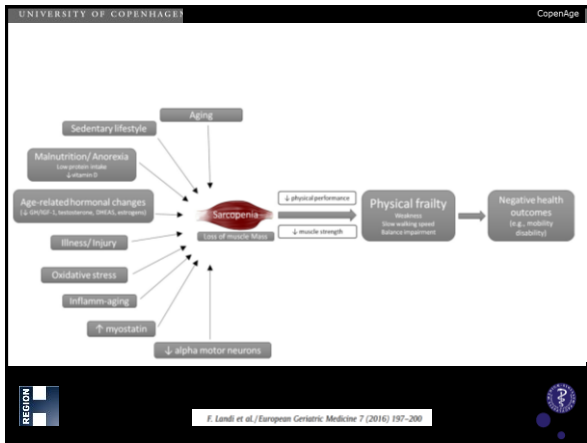 UNIVERSITY OF COPENHAGEN
CopenAge
Aging
Sedentary lifestyle
Malnutrition/ Anorexia
Low protein intake
↓ vitamin D
Age-related hormonal changes
(↓ GH/IGF-1, testosterone, DHEAS, estrogens)
Illness/ Injury
Oxidative stress
Inflamm-aging
↑ myostatin
↓ alpha motor neurons
Sarcopenia
Loss of muscle Mass
↓ physical performance
↓ muscle strength
Physical frailty
Weakness
Slow walking speed
Balance impairment
Negative health
outcomes
(e.g., mobility
disability)
REGION
F. Landi et al./European Geriatric Medicine 7 (2016) 197–200